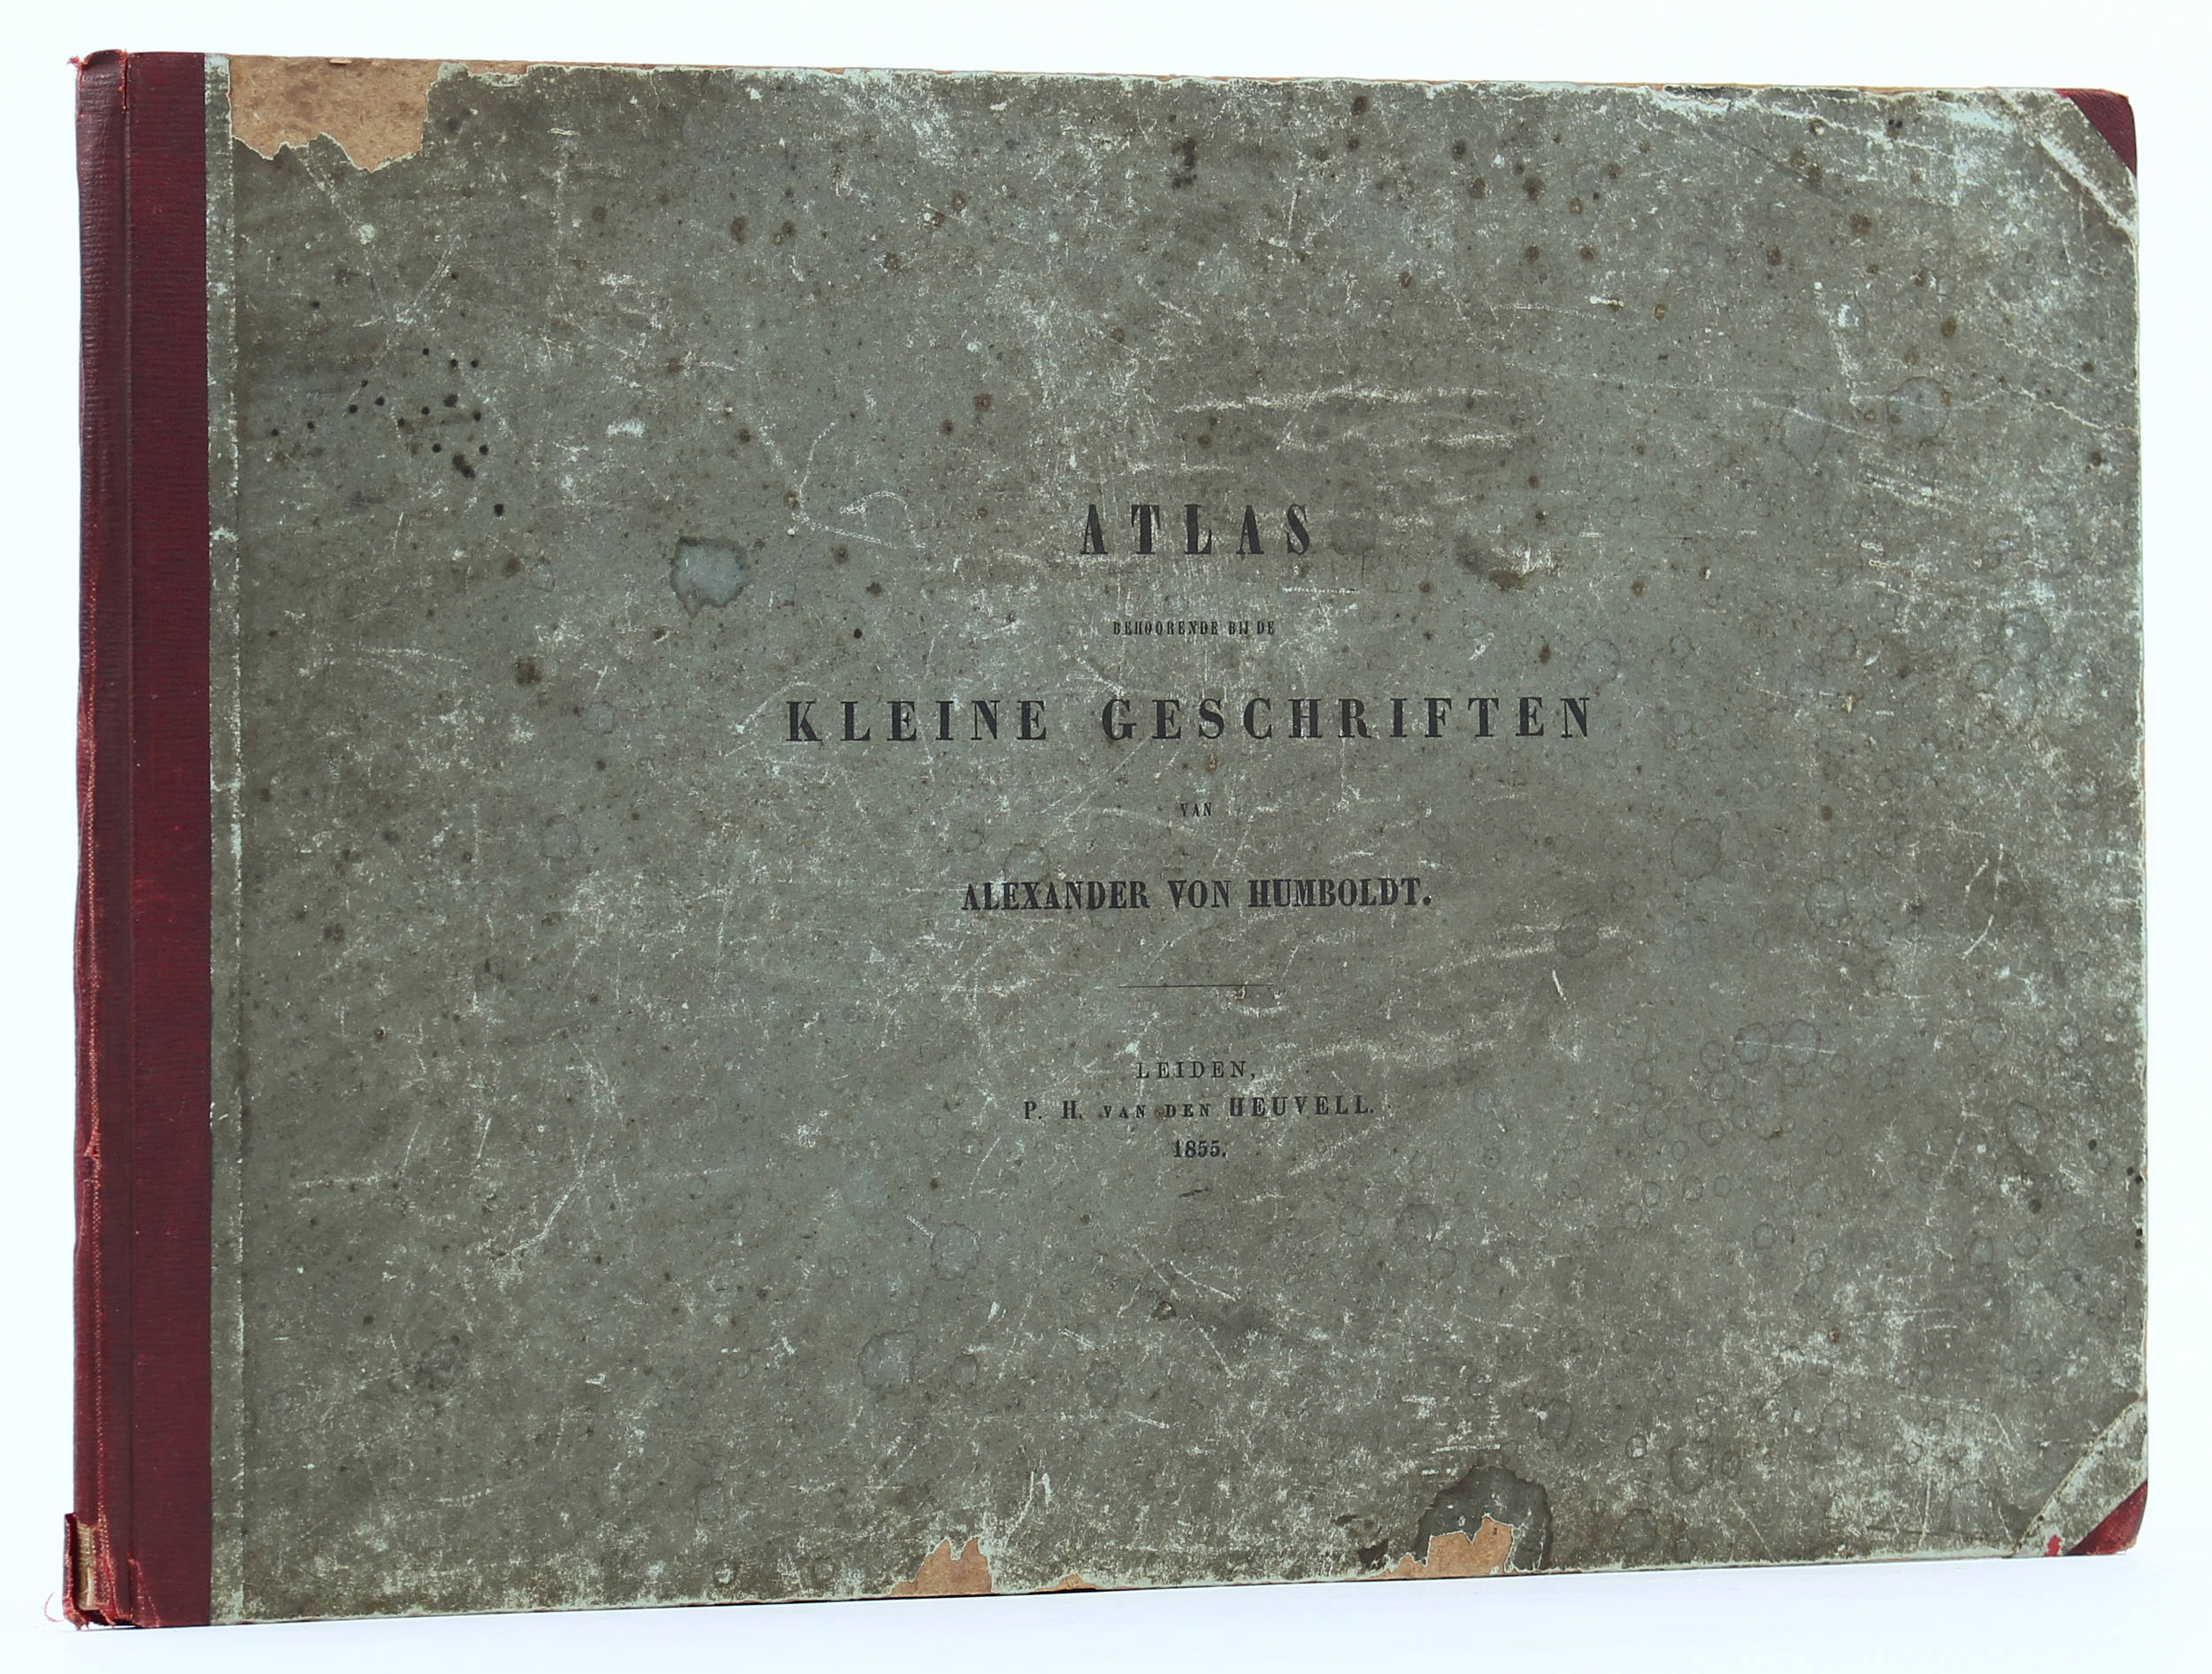 ATLAS
BEHOORENDE BIJ DE
KLEINE GESCHRIFTEN
VAN
ALEXANDER VON HUMBOLDT.
LEIDEN,
P. H. VAN DEN HEUVELL.
1855.